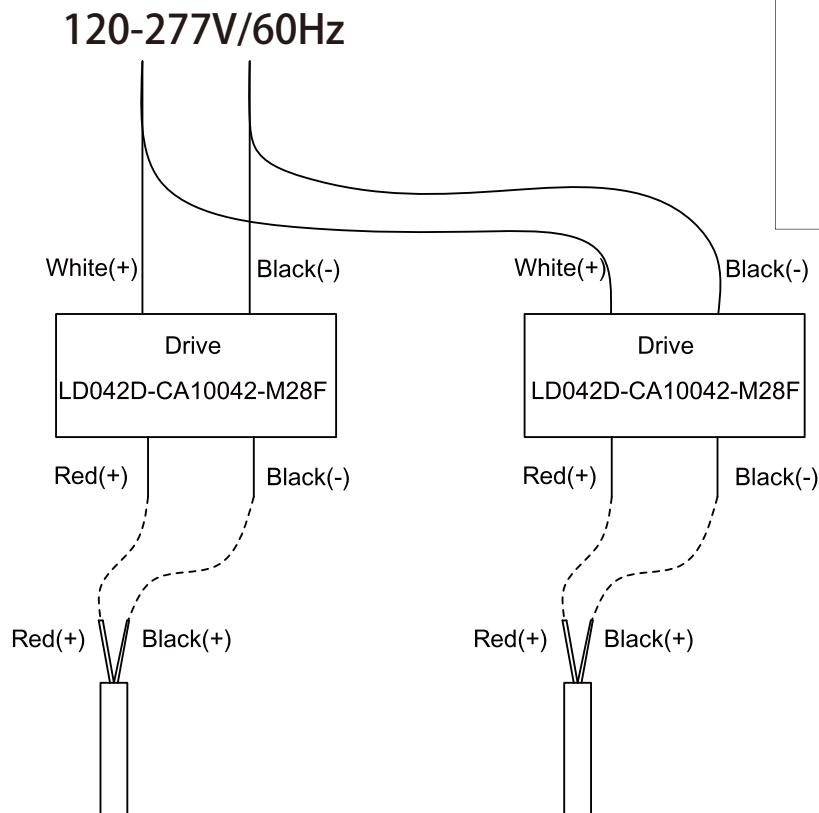 120-277V/60Hz
White(+)
Black(-)
White(+)
Black(-)
Drive
LD042D-CA10042-M28F
Drive
LD042D-CA10042-M28F
Red(+)
Black(-)
Red(+)
Black(-)
Red(+)
Black(+)
Red(+)
Black(+)